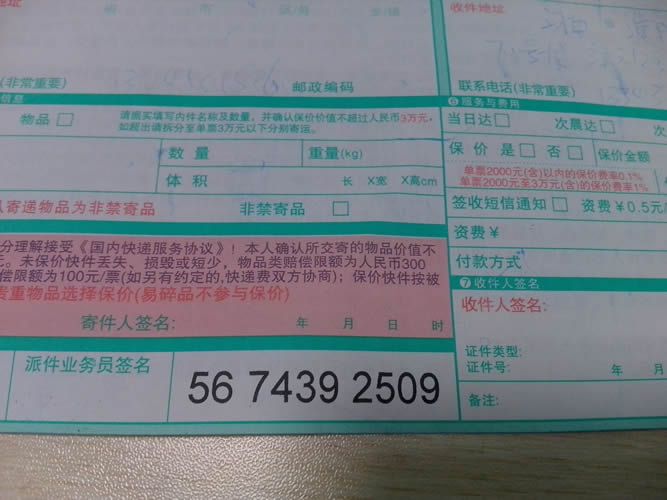 收件地址
(非常重要)
邮政编码
联系电话(非常重要)
信息
❻服务与费用
物品□
请据实填写内件名称及数量,并确认保价价值不超过人民币3万元,
如超出请拆分至单票3万元以下分别寄运。
当日达□
次晨达□
数量
重量(kg)
保价 是□ 否□
保价金额
单票2000元(含)以内的保价费率0.1%
单票2000元至3万元(含)的保价费率1%
体积
长 X宽 X高cm
签收短信通知□ 资费¥0.5元/
认寄递物品为非禁寄品
非禁寄品 □
资费¥
付款方式
分理解接受《国内快递服务协议》!本人确认所交寄的物品价值不
元。未保价快件丢失、损毁或短少,物品类赔偿限额为人民币300
偿限额为100元/票(如另有约定的,快递费双方协商);保价快件按被
贵重物品选择保价(易碎品不参与保价)
寄件人签名:
年 月 日 时
❼收件人签名
收件人签名:
证件类型:
证件号:
派件业务员签名
56 7439 2509
备注: